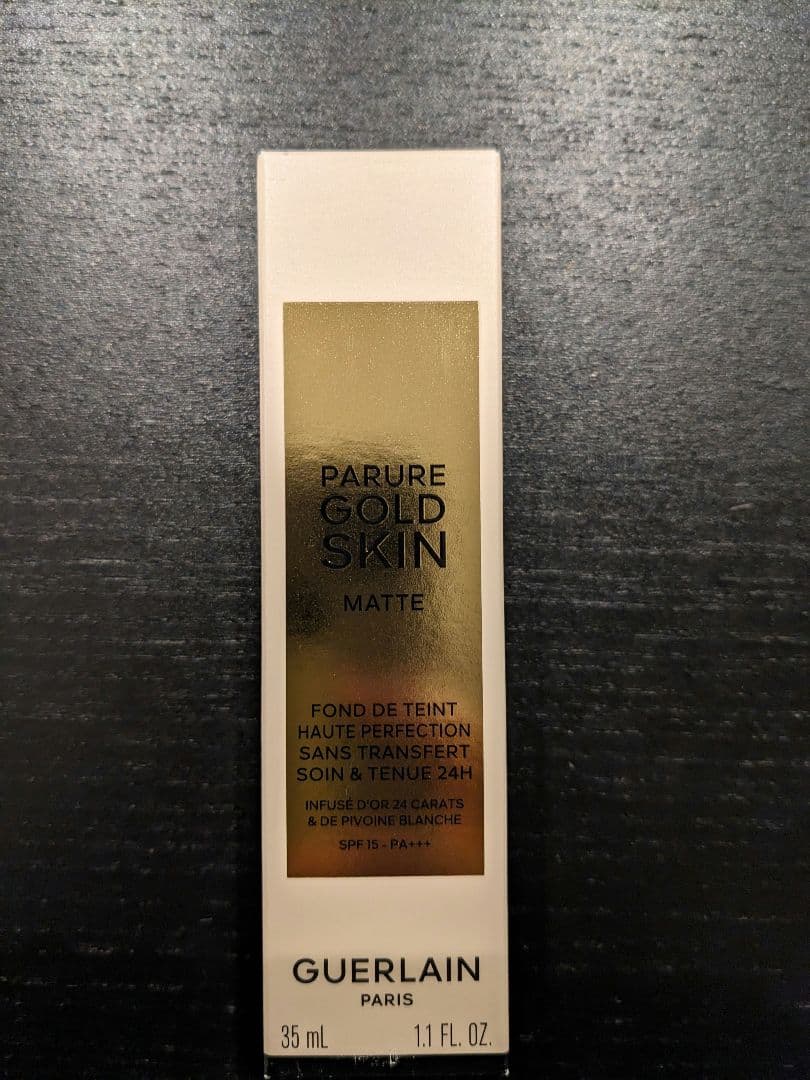 PARURE
GOLD
SKIN
MATTE
FOND DE TEINT
HAUTE PERFECTION
SANS TRANSFERT
SOIN & TENUE 24H
INFUSÉ D'OR 24 CARATS
& DE PIVOINE BLANCHE
SPF 15 - PA+++
GUERLAIN
PARIS
35 mL 1.1 FL. OZ.